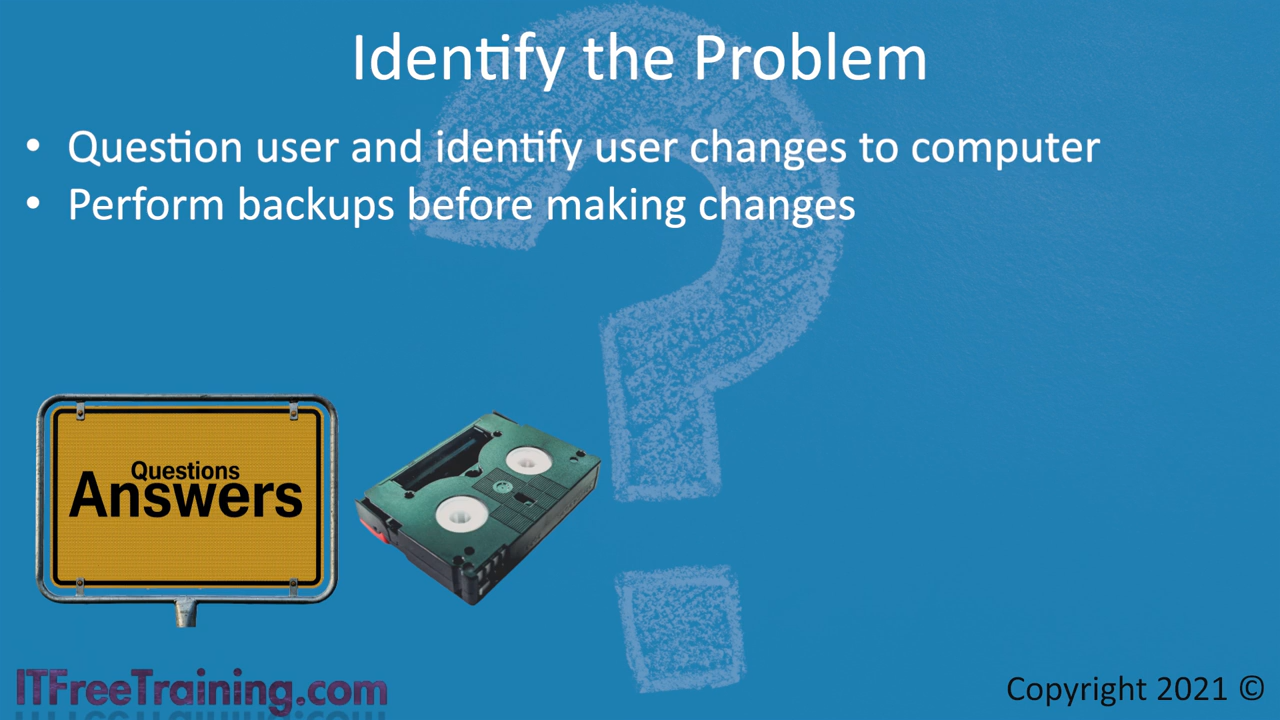 Identify the Problem
• Question user and identify user changes to computer
• Perform backups before making changes
Questions
Answers
ITFreeTraining.com
Copyright 2021 ©